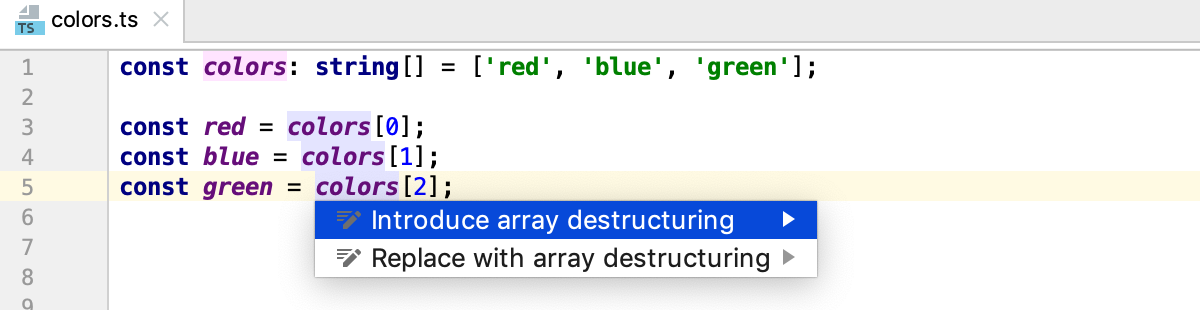 TS colors.ts
1 const colors: string[] = ['red', 'blue', 'green'];
2
3 const red = colors[0];
4 const blue = colors[1];
5 const green = colors[2];
6 Introduce array destructuring
7
8 Replace with array destructuring
9